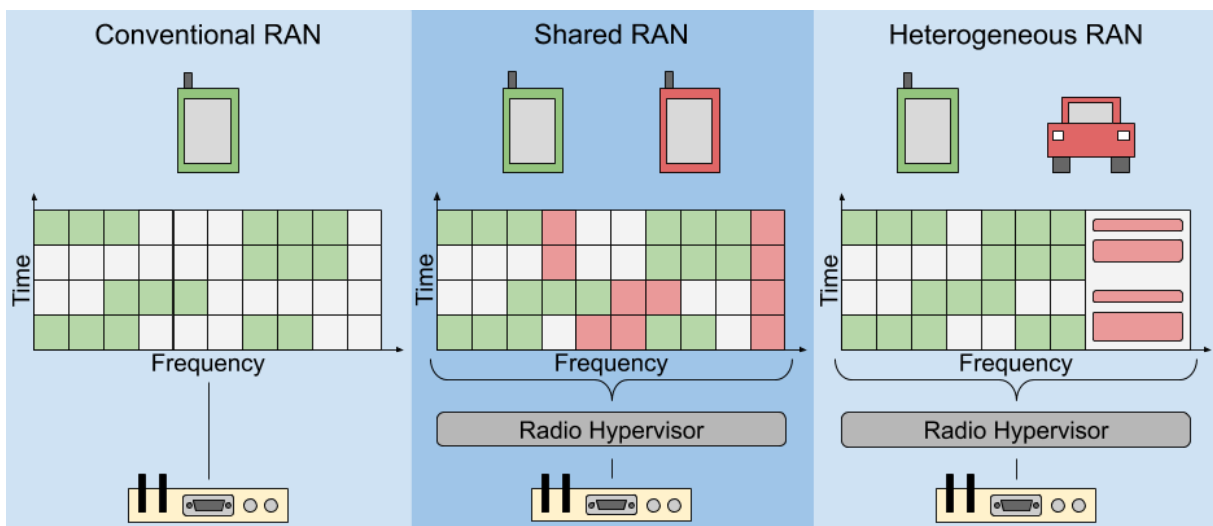 Conventional RAN
Shared RAN
Heterogeneous RAN
Time
Frequency
Time
Frequency
Time
Frequency
Radio Hypervisor
Radio Hypervisor